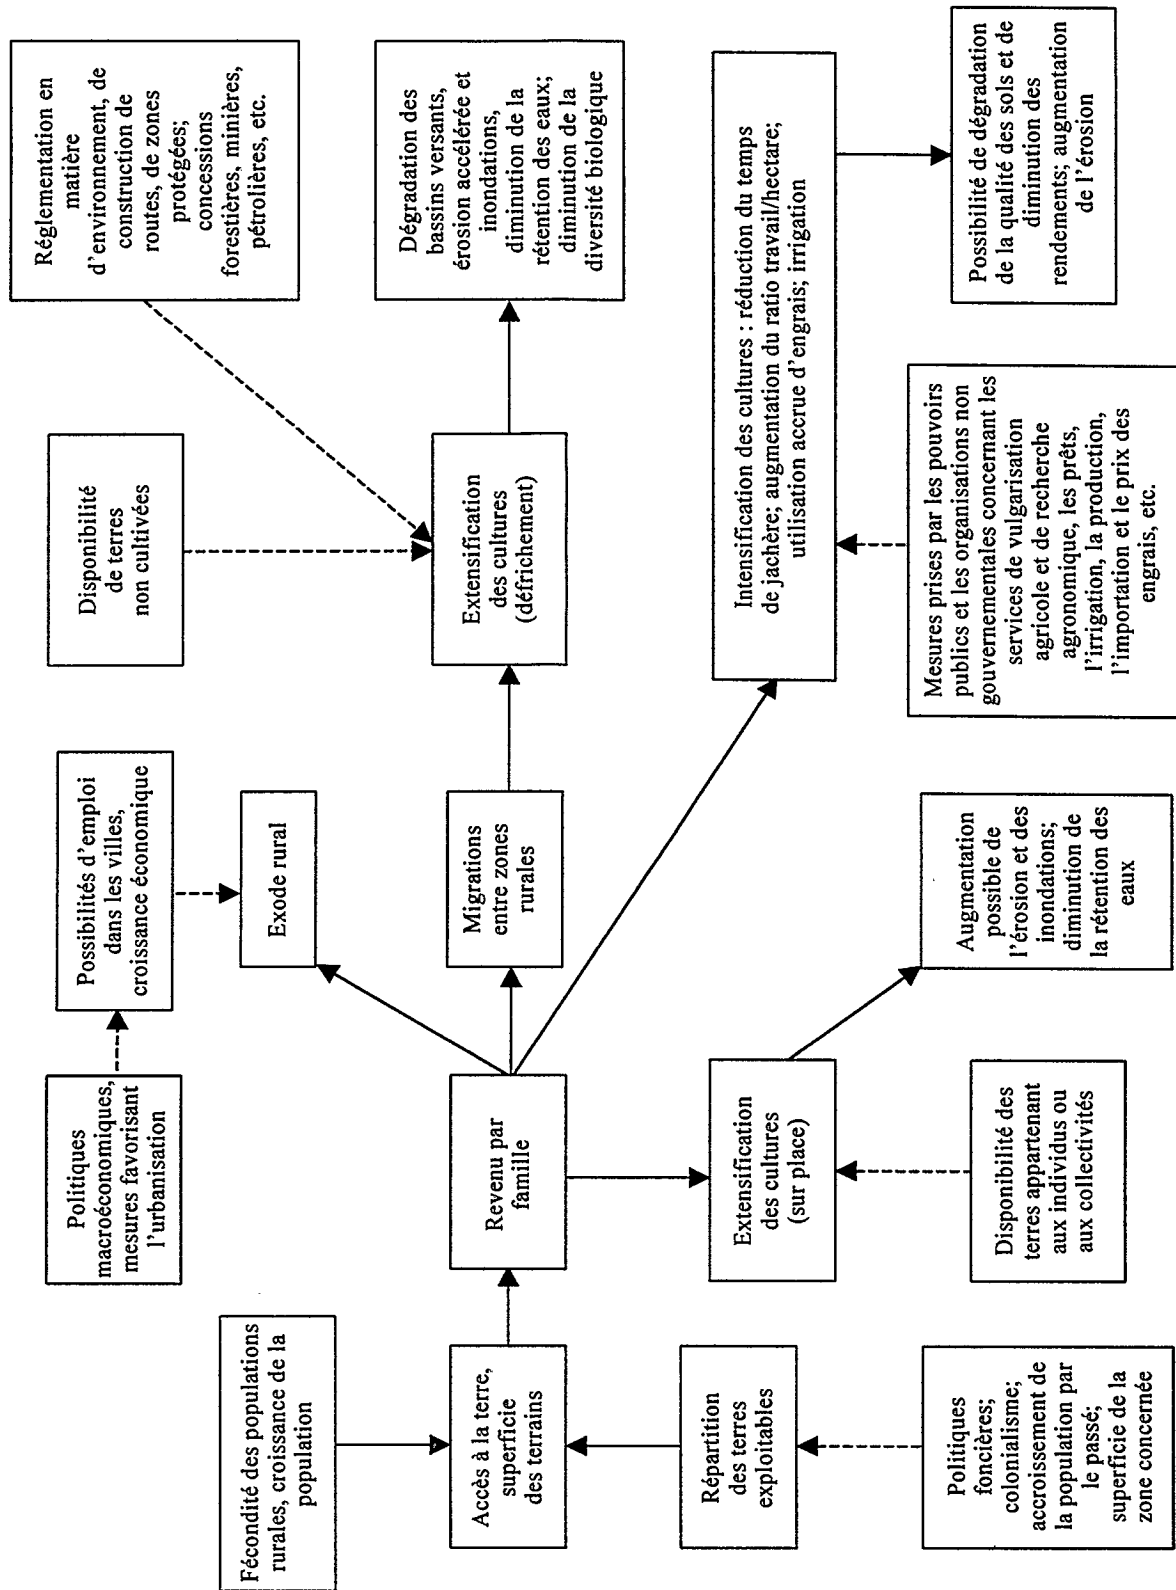 Fécondité des populations
rurales, croissance de la
population
Accès à la terre,
superficie
des terrains
Répartition
des terres
exploitables
Politiques
foncières;
colonialisme;
accroissement de
la population par
le passé;
superficie de la
zone concernée
Politiques
macroéconomiques,
mesures favorisant
l'urbanisation
Revenu par
famille
Extensification
des cultures
(sur place)
Disponibilité des
terres appartenant
aux individus ou
aux collectivités
Possibilités d'emploi
dans les villes,
croissance économique
Exode rural
Migrations
entre zones
rurales
Augmentation
possible de
l'érosion et des
inondations;
diminution de
la rétention des
eaux
Disponibilité
de terres
non cultivées
Extensification
des cultures
(défrichement)
Intensification des cultures : réduction du temps
de jachère; augmentation du ratio travail/hectare;
utilisation accrue d'engrais; irrigation
Mesures prises par les pouvoirs
publics et les organisations non
gouvernementales concernant les
services de vulgarisation
agricole et de recherche
agronomique, les prêts,
l'irrigation, la production,
l'importation et le prix des
engrais, etc.
Réglementation en
matière
d'environnement, de
construction de
routes, de zones
protégées;
concessions
forestières, minières,
pétrolières, etc.
Dégradation des
bassins versants,
érosion accélérée et
inondations,
diminution de la
rétention des eaux;
diminution de la
diversité biologique
Possibilité de dégradation
de la qualité des sols et de
diminution des
rendements; augmentation
de l'érosion